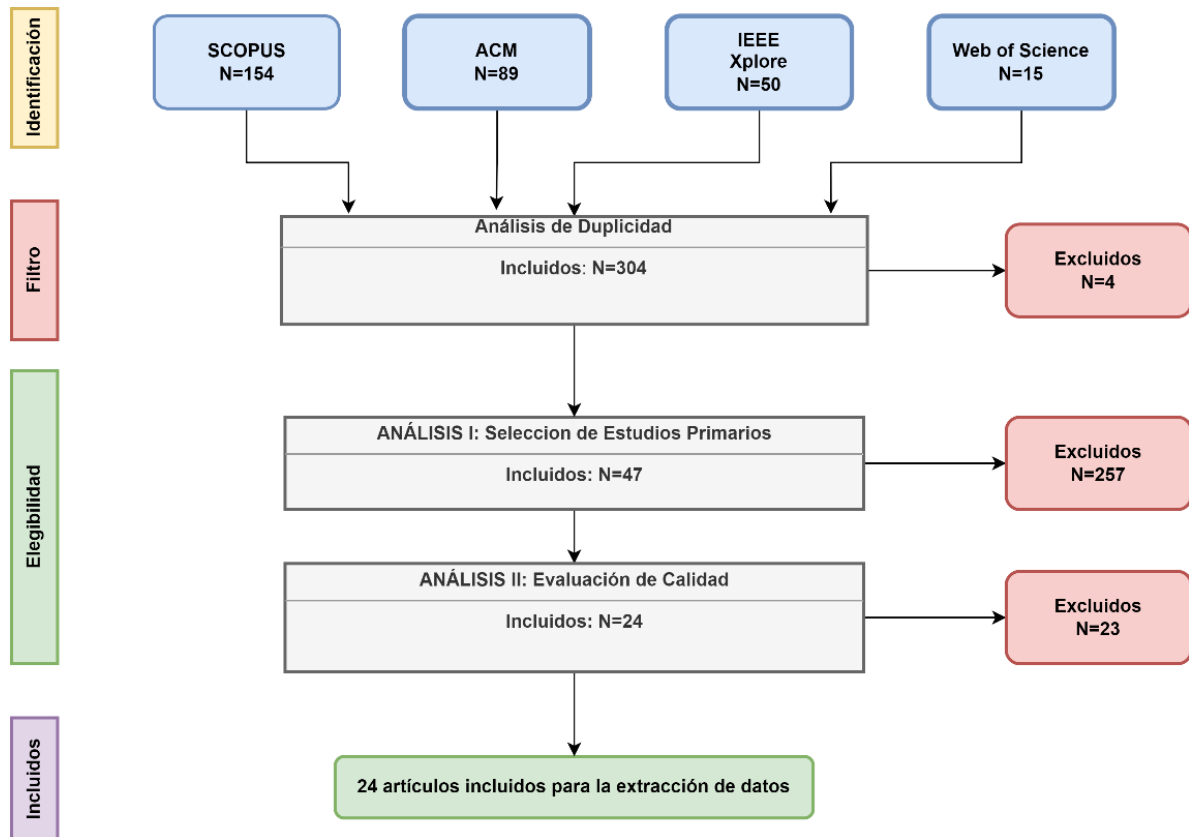 Identificación
SCOPUS
N=154
ACM
N=89
IEEE
Xplore
N=50
Web of Science
N=15
Filtro
Análisis de Duplicidad
Incluidos: N=304
Excluidos
N=4
Elegibilidad
ANÁLISIS I: Seleccion de Estudios Primarios
Incluidos: N=47
Excluidos
N=257
ANÁLISIS II: Evaluación de Calidad
Incluidos: N=24
Excluidos
N=23
Incluidos
24 artículos incluidos para la extracción de datos